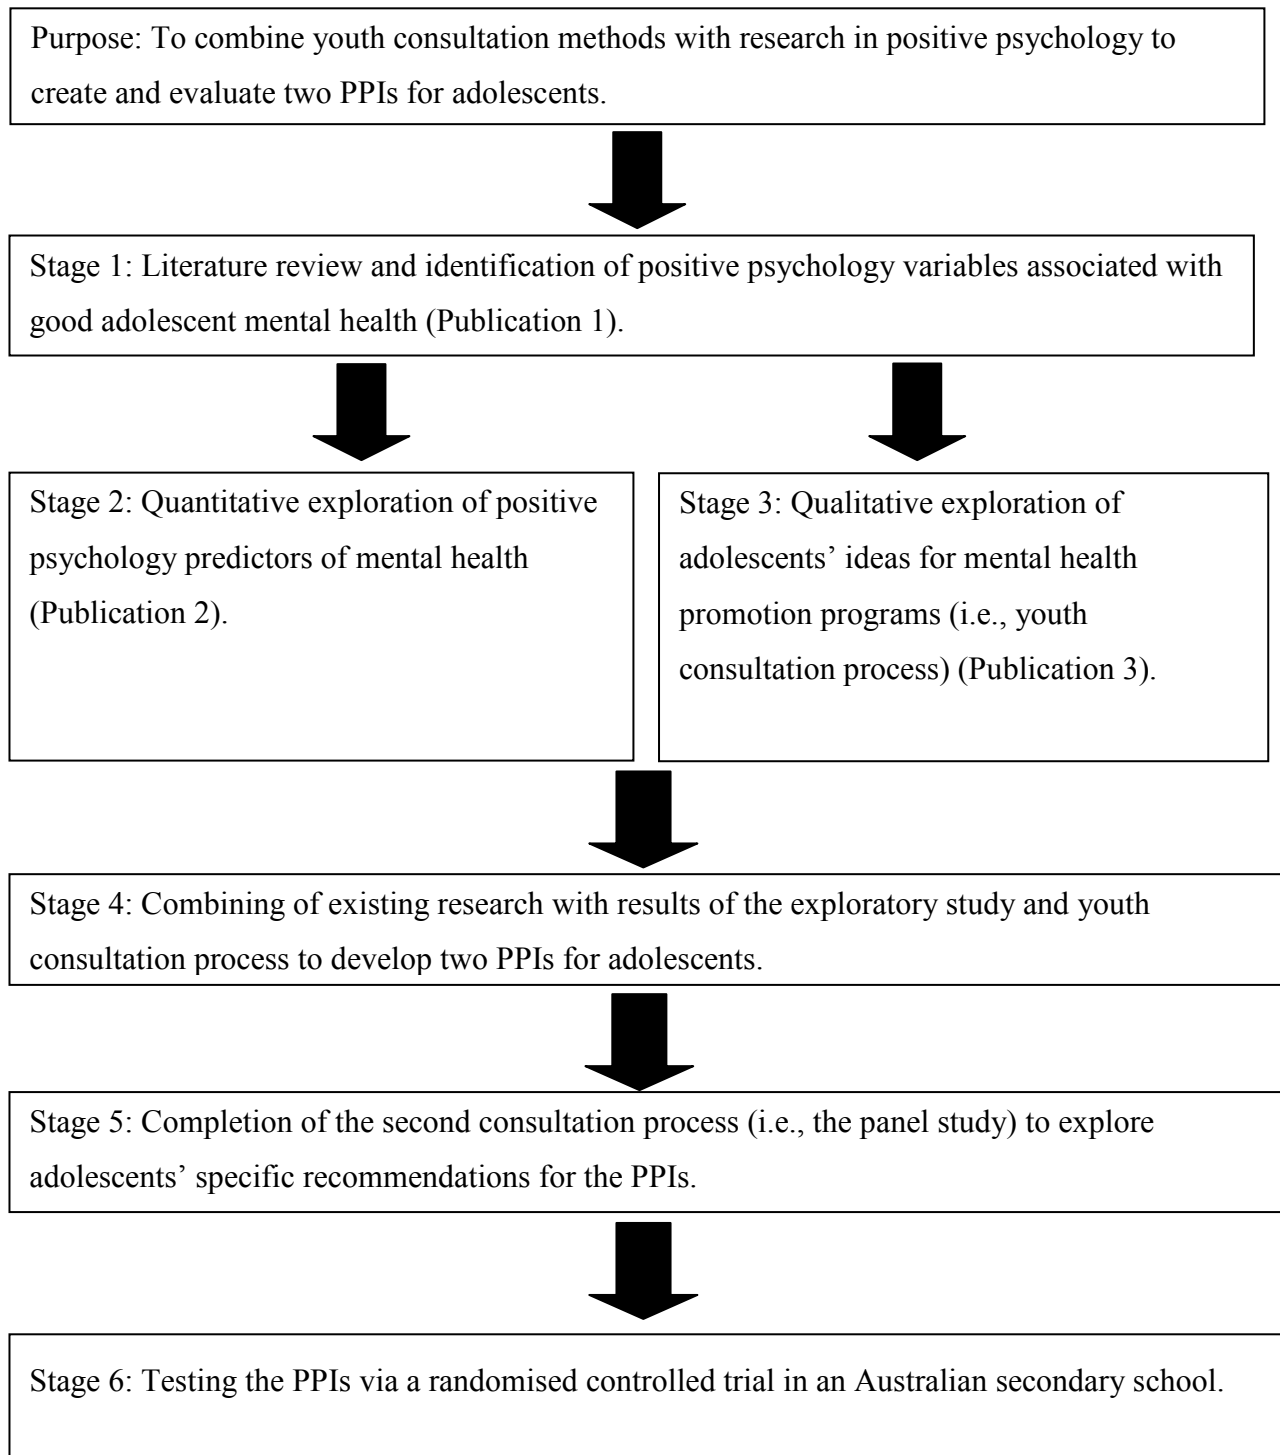 Purpose: To combine youth consultation methods with research in positive psychology to
create and evaluate two PPIs for adolescents.
Stage 1: Literature review and identification of positive psychology variables associated with
good adolescent mental health (Publication 1).
Stage 2: Quantitative exploration of positive
psychology predictors of mental health
(Publication 2).
Stage 3: Qualitative exploration of
adolescents’ ideas for mental health
promotion programs (i.e., youth
consultation process) (Publication 3).
Stage 4: Combining of existing research with results of the exploratory study and youth
consultation process to develop two PPIs for adolescents.
Stage 5: Completion of the second consultation process (i.e., the panel study) to explore
adolescents’ specific recommendations for the PPIs.
Stage 6: Testing the PPIs via a randomised controlled trial in an Australian secondary school.